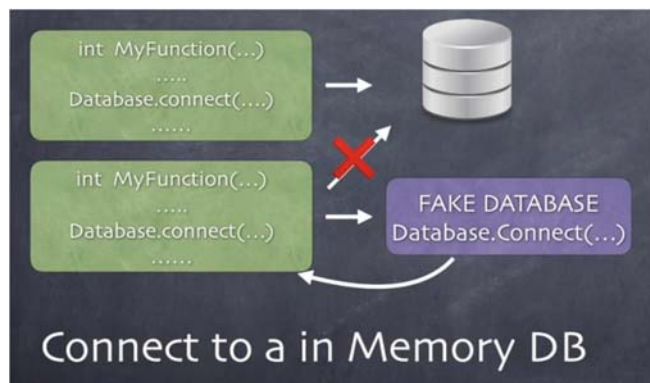 int MyFunction(...)
.....
Database.connect(....)
......
int MyFunction(...)
.....
Database.connect(...)
......
FAKE DATABASE
Database.Connect(...)
Connect to a in Memory DB